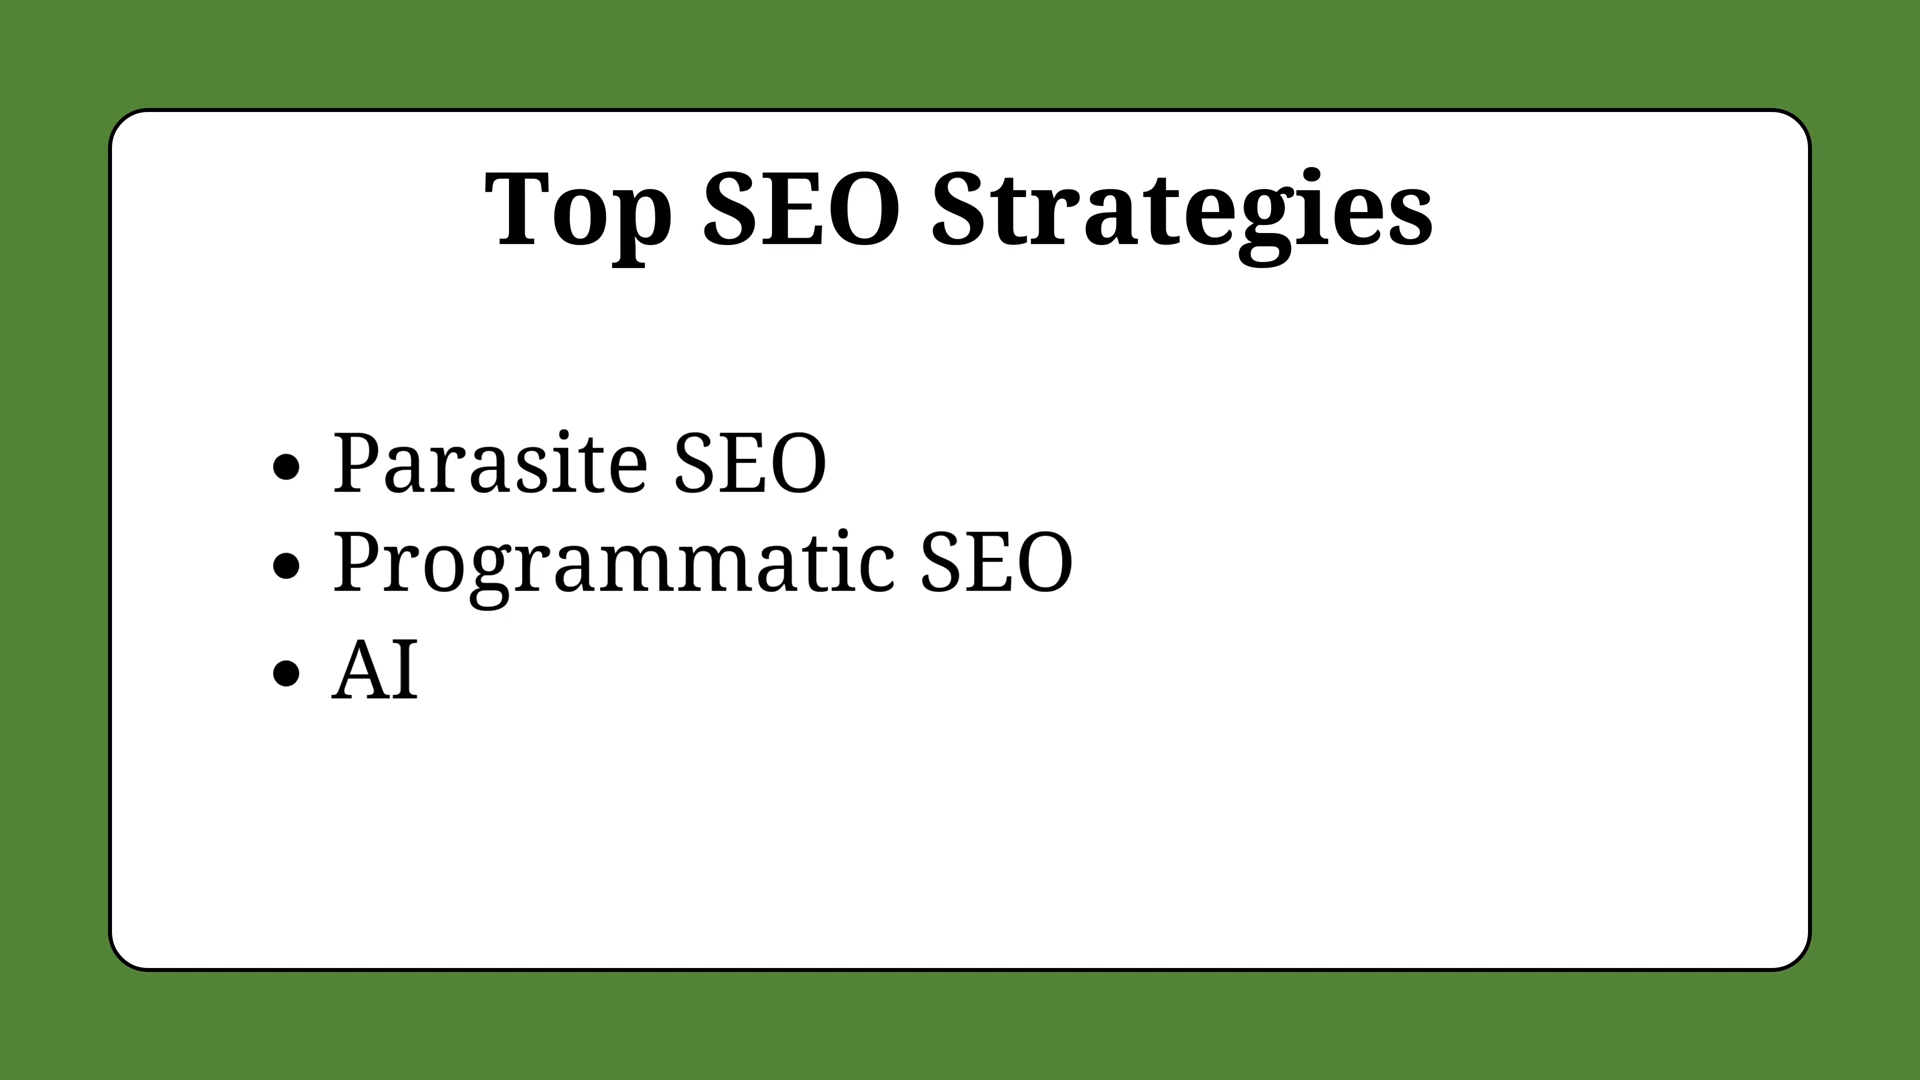 Top SEO Strategies
• Parasite SEO
• Programmatic SEO
• AI